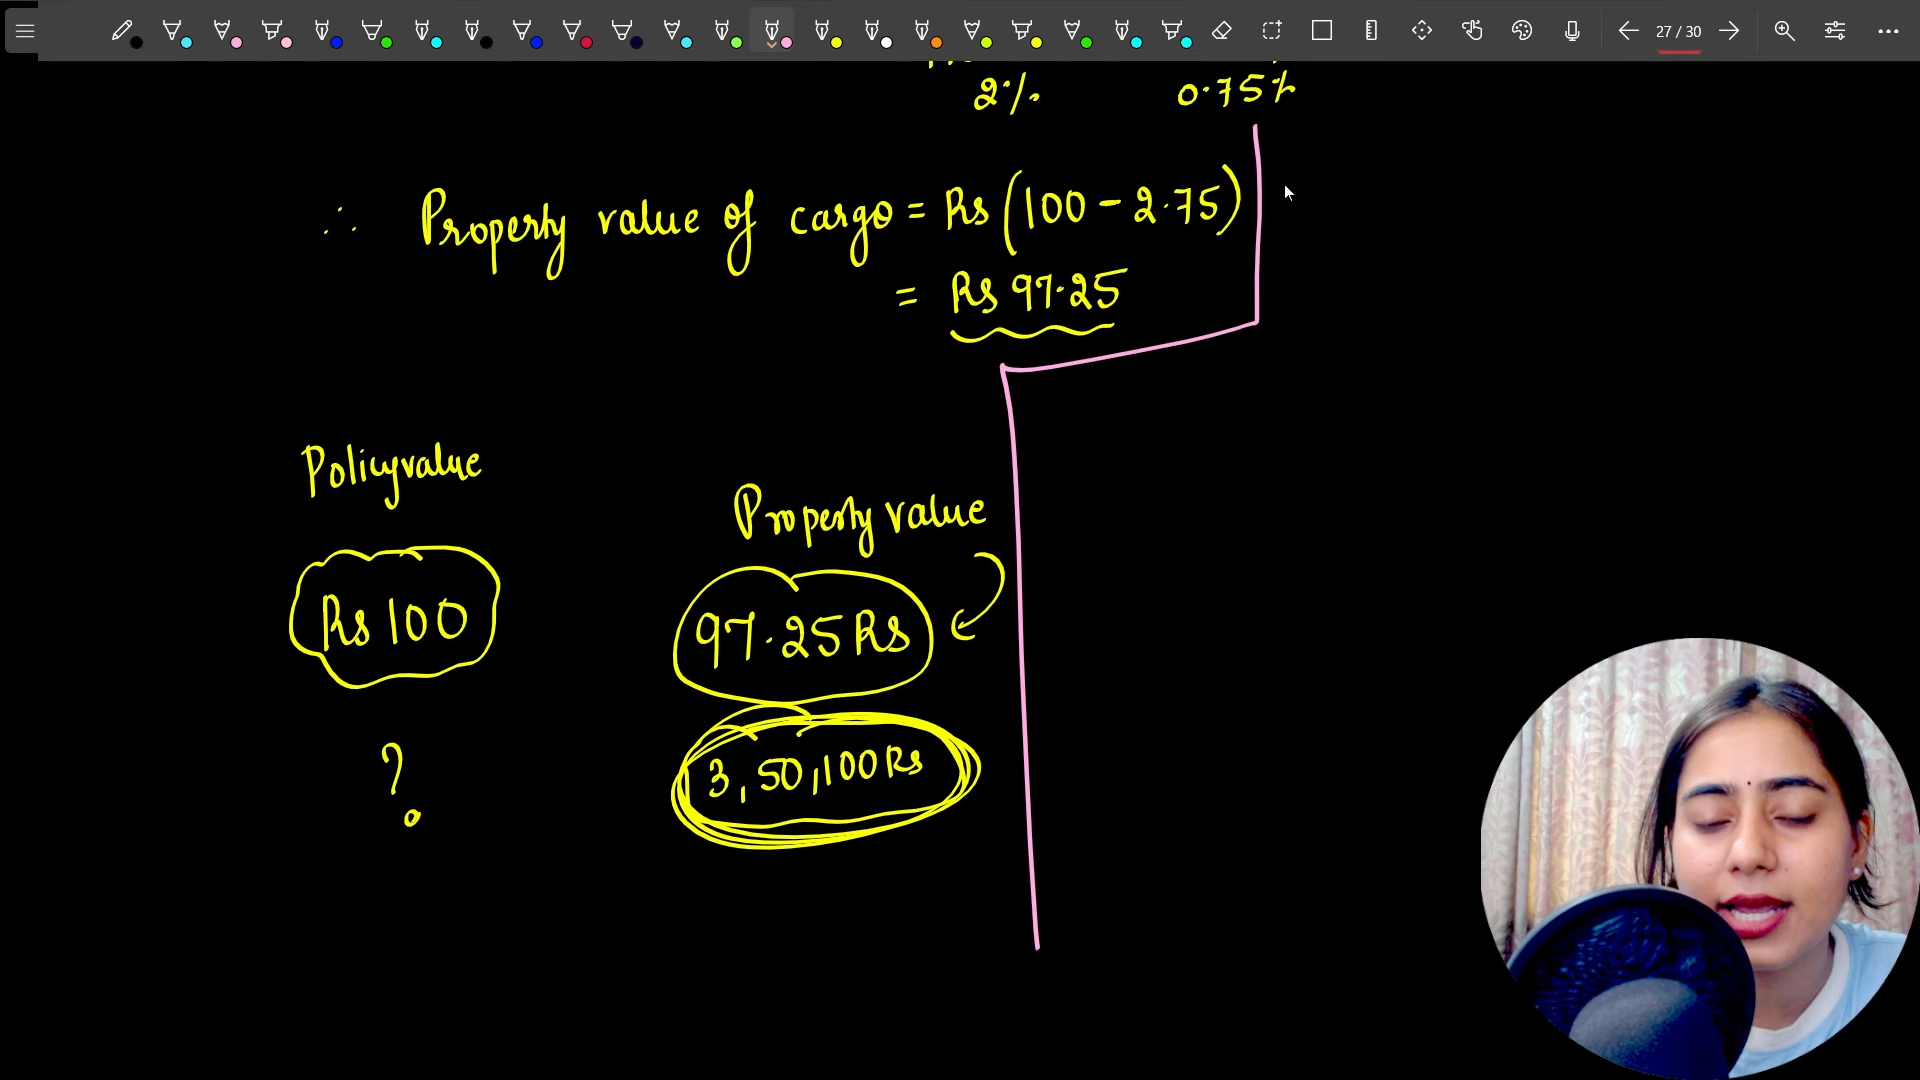 27 / 30
2% 0.75%
∴ Property value of cargo = Rs (100 - 2.75)
= Rs 97.25
Policyvalue
Property value
Rs 100 97.25 Rs
? 3,50,100 Rs